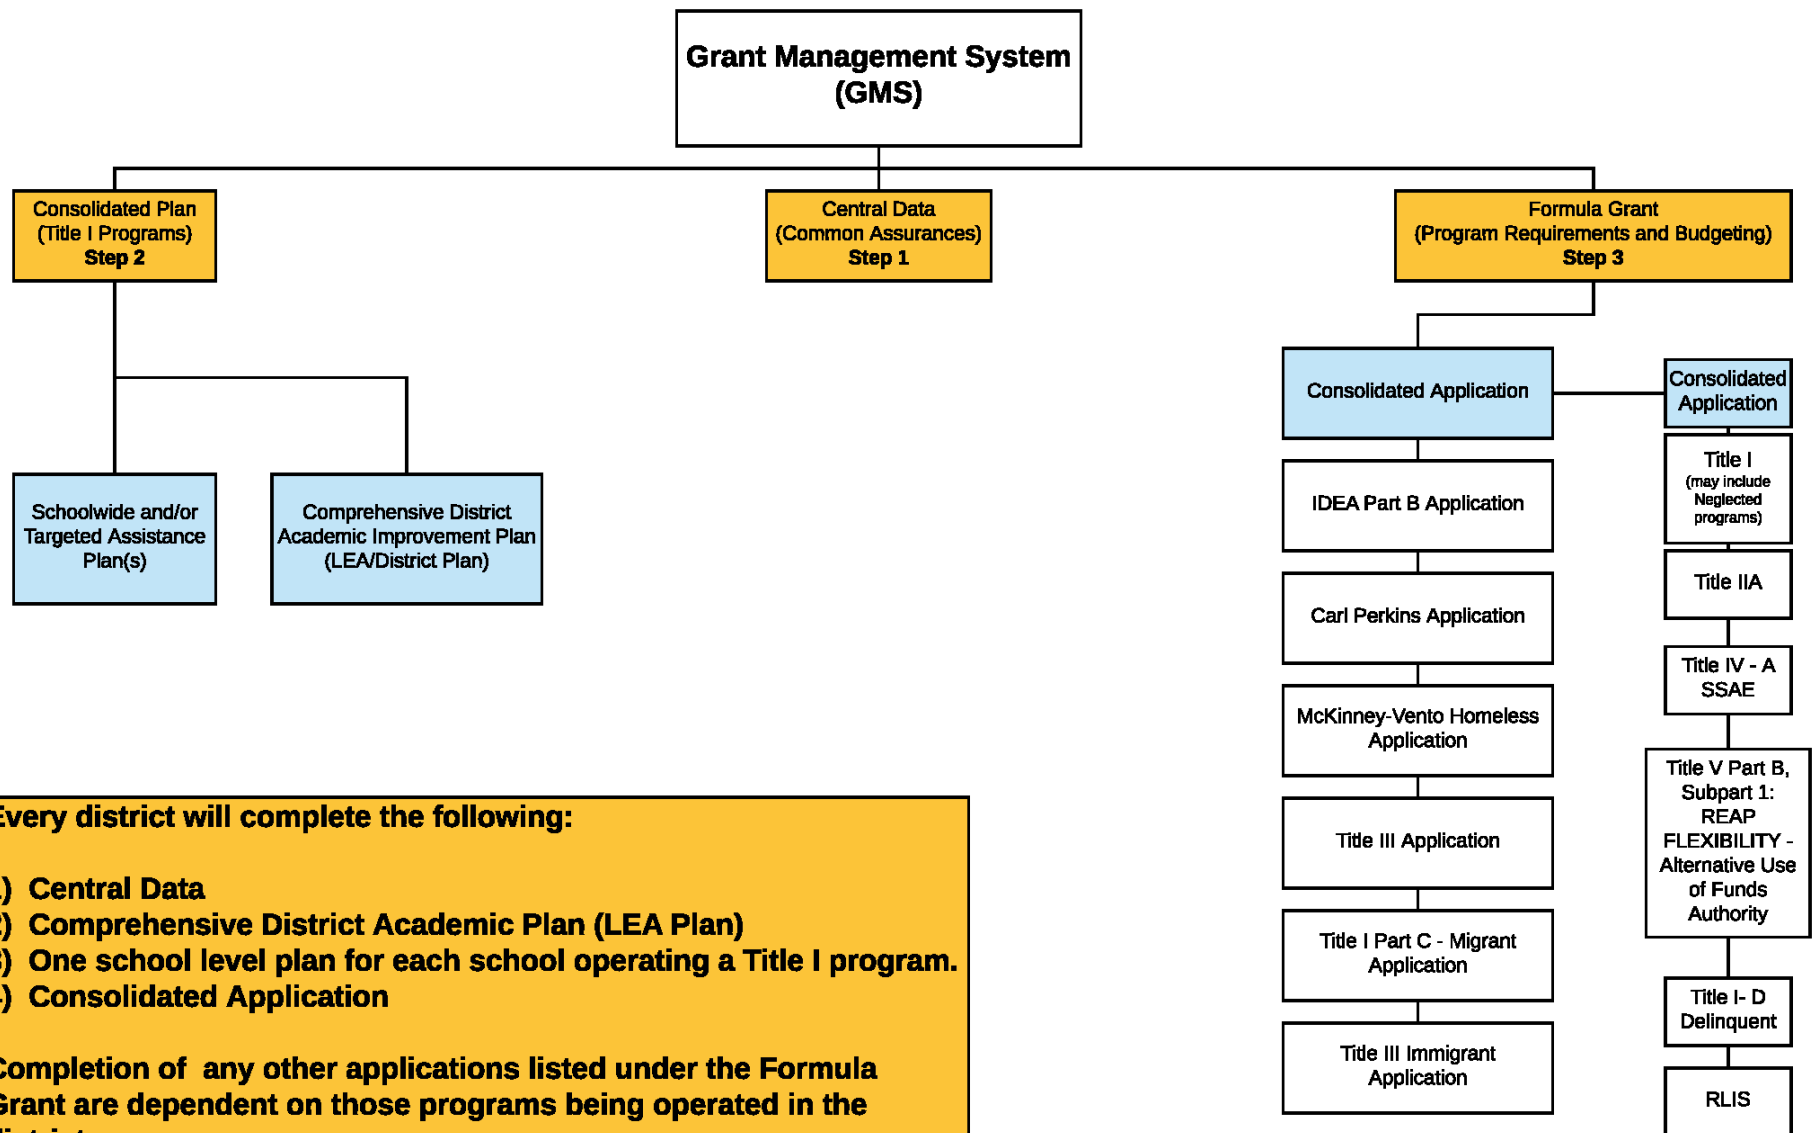 Grant Management System
(GMS)
Consolidated Plan
(Title I Programs)
Step 2
Central Data
(Common Assurances)
Step 1
Formula Grant
(Program Requirements and Budgeting)
Step 3
Schoolwide and/or
Targeted Assistance
Plan(s)
Comprehensive District
Academic Improvement Plan
(LEA/District Plan)
Consolidated Application
IDEA Part B Application
Carl Perkins Application
McKinney-Vento Homeless
Application
Title III Application
Title I Part C - Migrant
Application
Title III Immigrant
Application
Consolidated
Application
Title I
(may include
Neglected
programs)
Title IIA
Title IV - A
SSAE
Title V Part B,
Subpart 1:
REAP
FLEXIBILITY -
Alternative Use
of Funds
Authority
Title I- D
Delinquent
RLIS
Every district will complete the following:
) Central Data
2) Comprehensive District Academic Plan (LEA Plan)
3) One school level plan for each school operating a Title I program.
) Consolidated Application
Completion of  any other applications listed under the Formula
Grant are dependent on those programs being operated in the